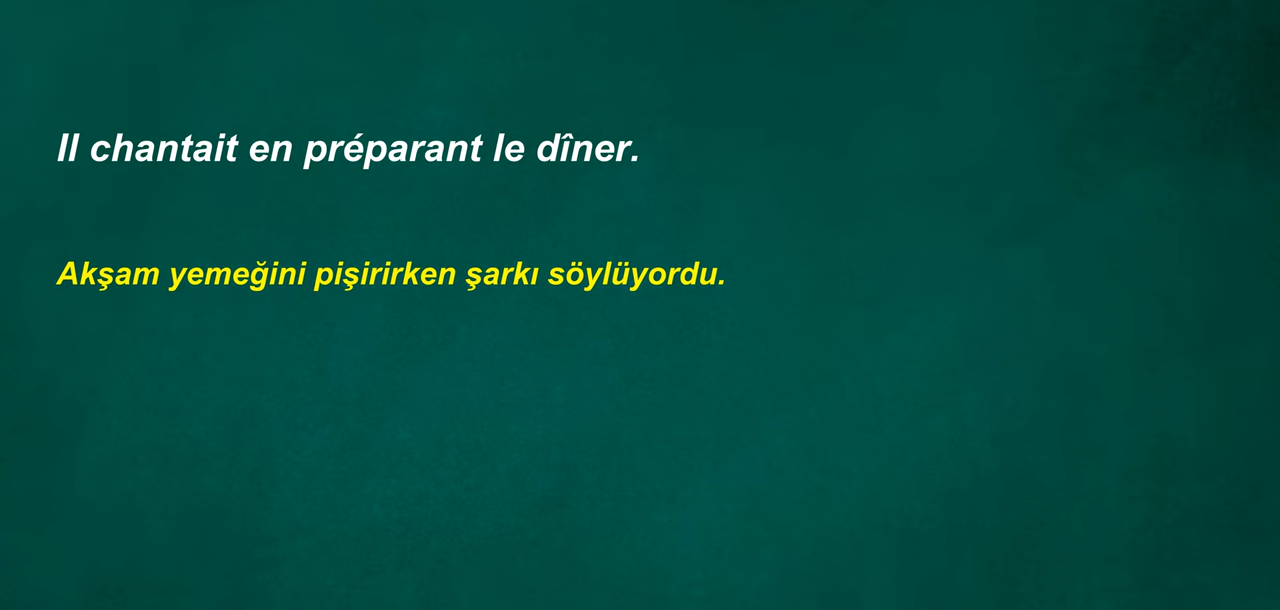 Il chantait en préparant le dîner.
Akşam yemeğini pişirirken şarkı söylüyordu.